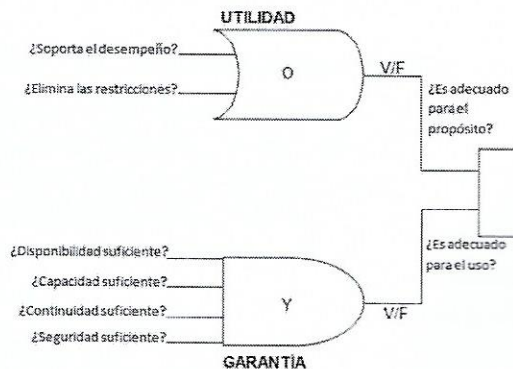 UTILIDAD
¿Soporta el desempeño?
¿Elimina las restricciones?
O
V/F
¿Es adecuado
para el
propósito?
¿Disponibilidad suficiente?
¿Capacidad suficiente?
¿Continuidad suficiente?
¿Seguridad suficiente?
Y
V/F
¿Es adecuado
para el uso?
GARANTÍA